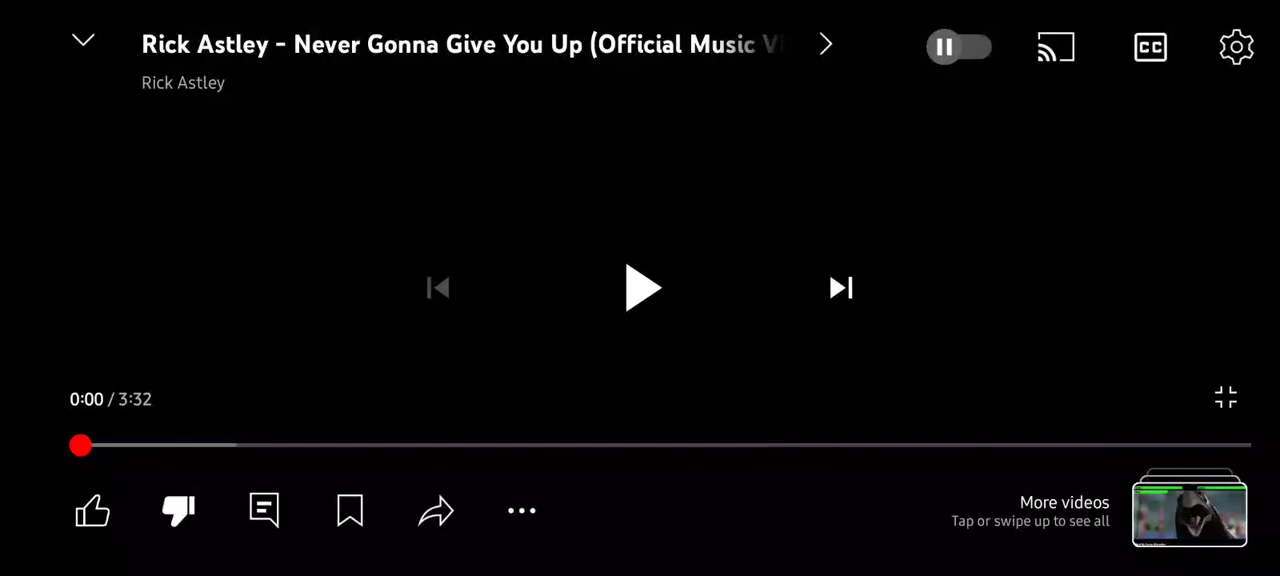 Rick Astley - Never Gonna Give You Up (Official Music
Rick Astley
CC
0:00 / 3:32
More videos
Tap or swipe up to see all